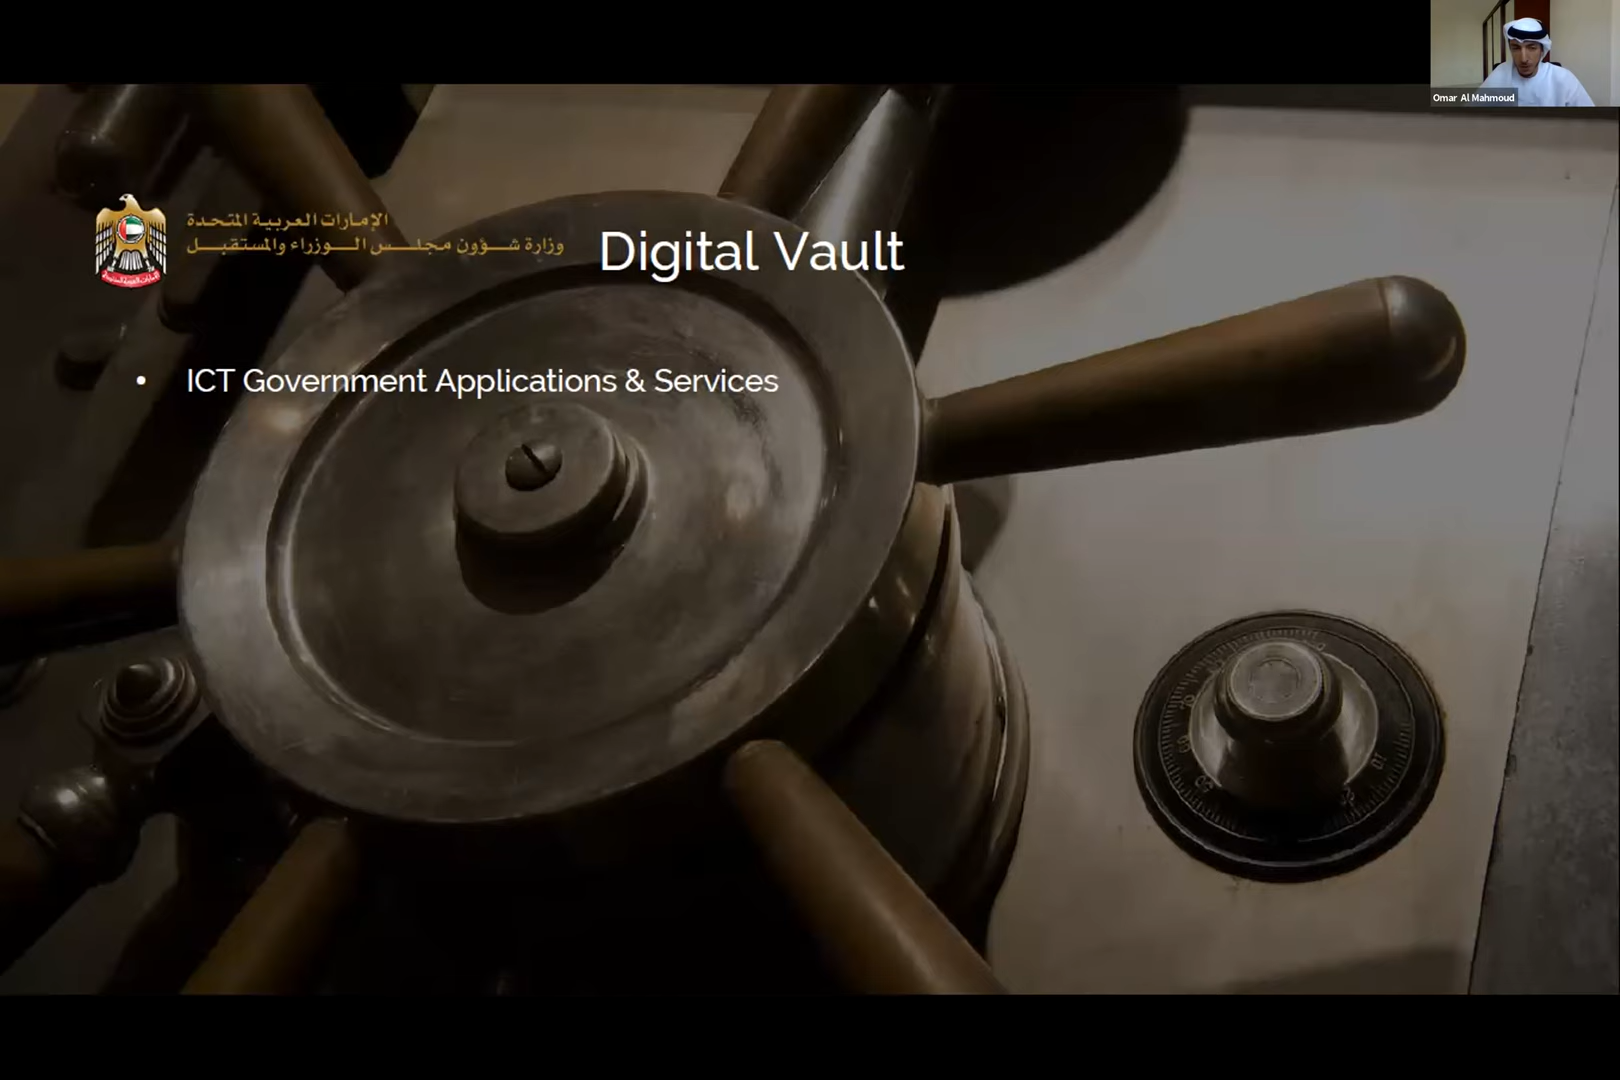 Omar Al Mahmoud
الإمارات العربية المتحدة
وزارة شؤون مجلس الوزراء والمستقبل
Digital Vault
• ICT Government Applications & Services